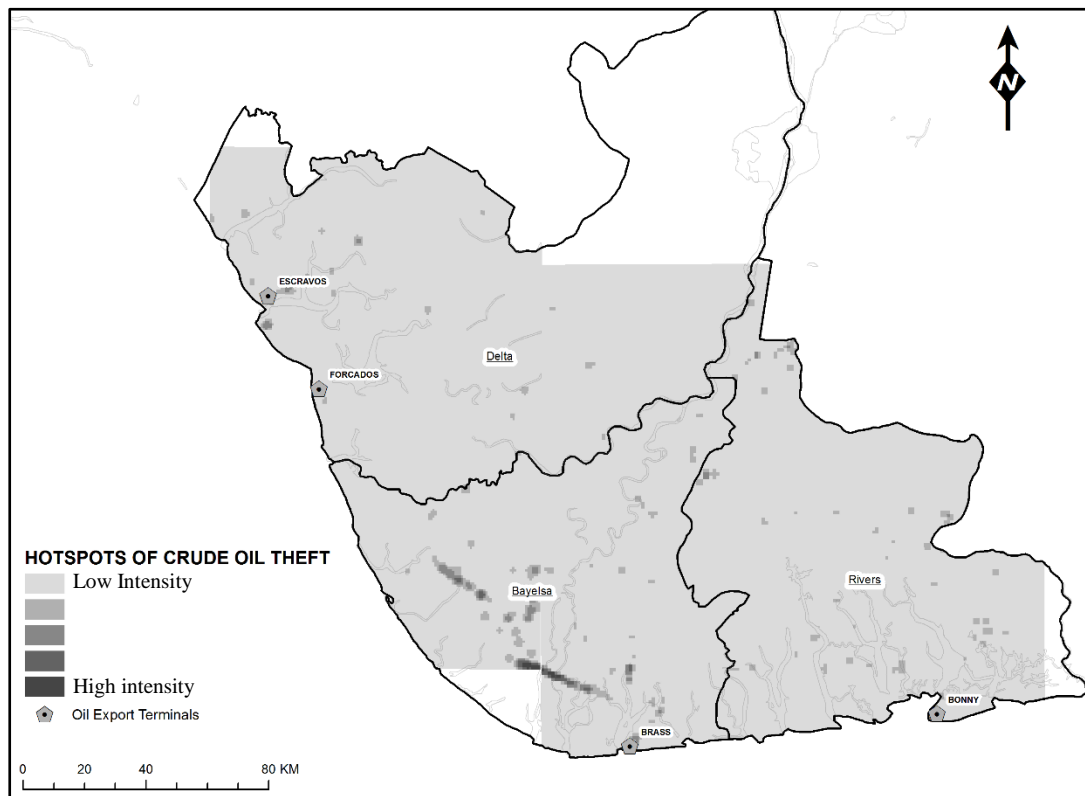 N
ESCRAVOS
Delta
FORCADOS
HOTSPOTS OF CRUDE OIL THEFT
Low Intensity
High intensity
Oil Export Terminals
Bayelsa
Rivers
BONNY
BRASS
0 20 40 80 KM